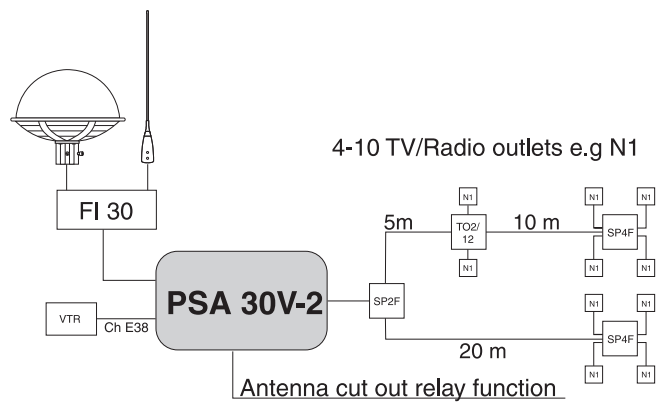 4-10 TV/Radio outlets e.g N1
FI 30
N1
N1
N1
5m
TO2/
12
10 m
SP4F
N1
N1
N1
PSA 30V-2
SP2F
VTR
Ch E38
N1
N1
SP4F
20 m
N1
N1
Antenna cut out relay function